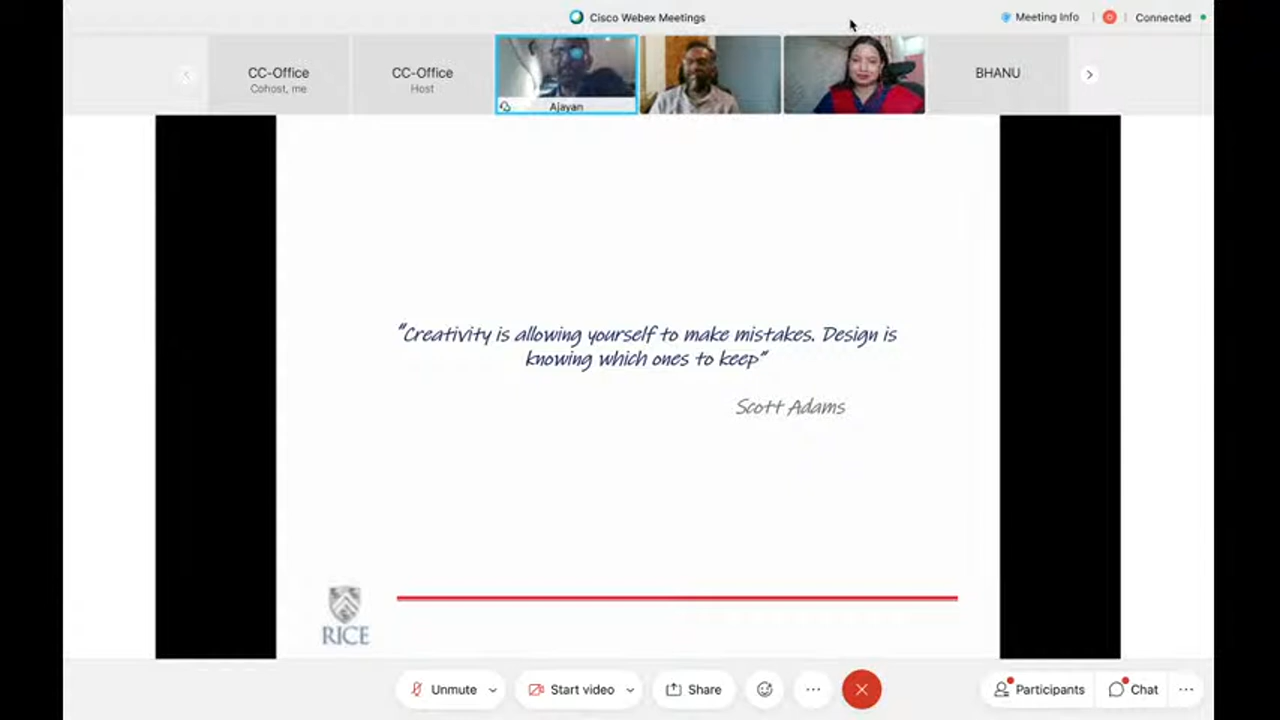 Cisco Webex Meetings
Meeting Info
Connected
CC-Office
Cohost, me
CC-Office
Host
Ajayan
BHANU
"Creativity is allowing yourself to make mistakes. Design is
knowing which ones to keep"
Scott Adams
RICE
Unmute
Start video
Share
Participants
Chat